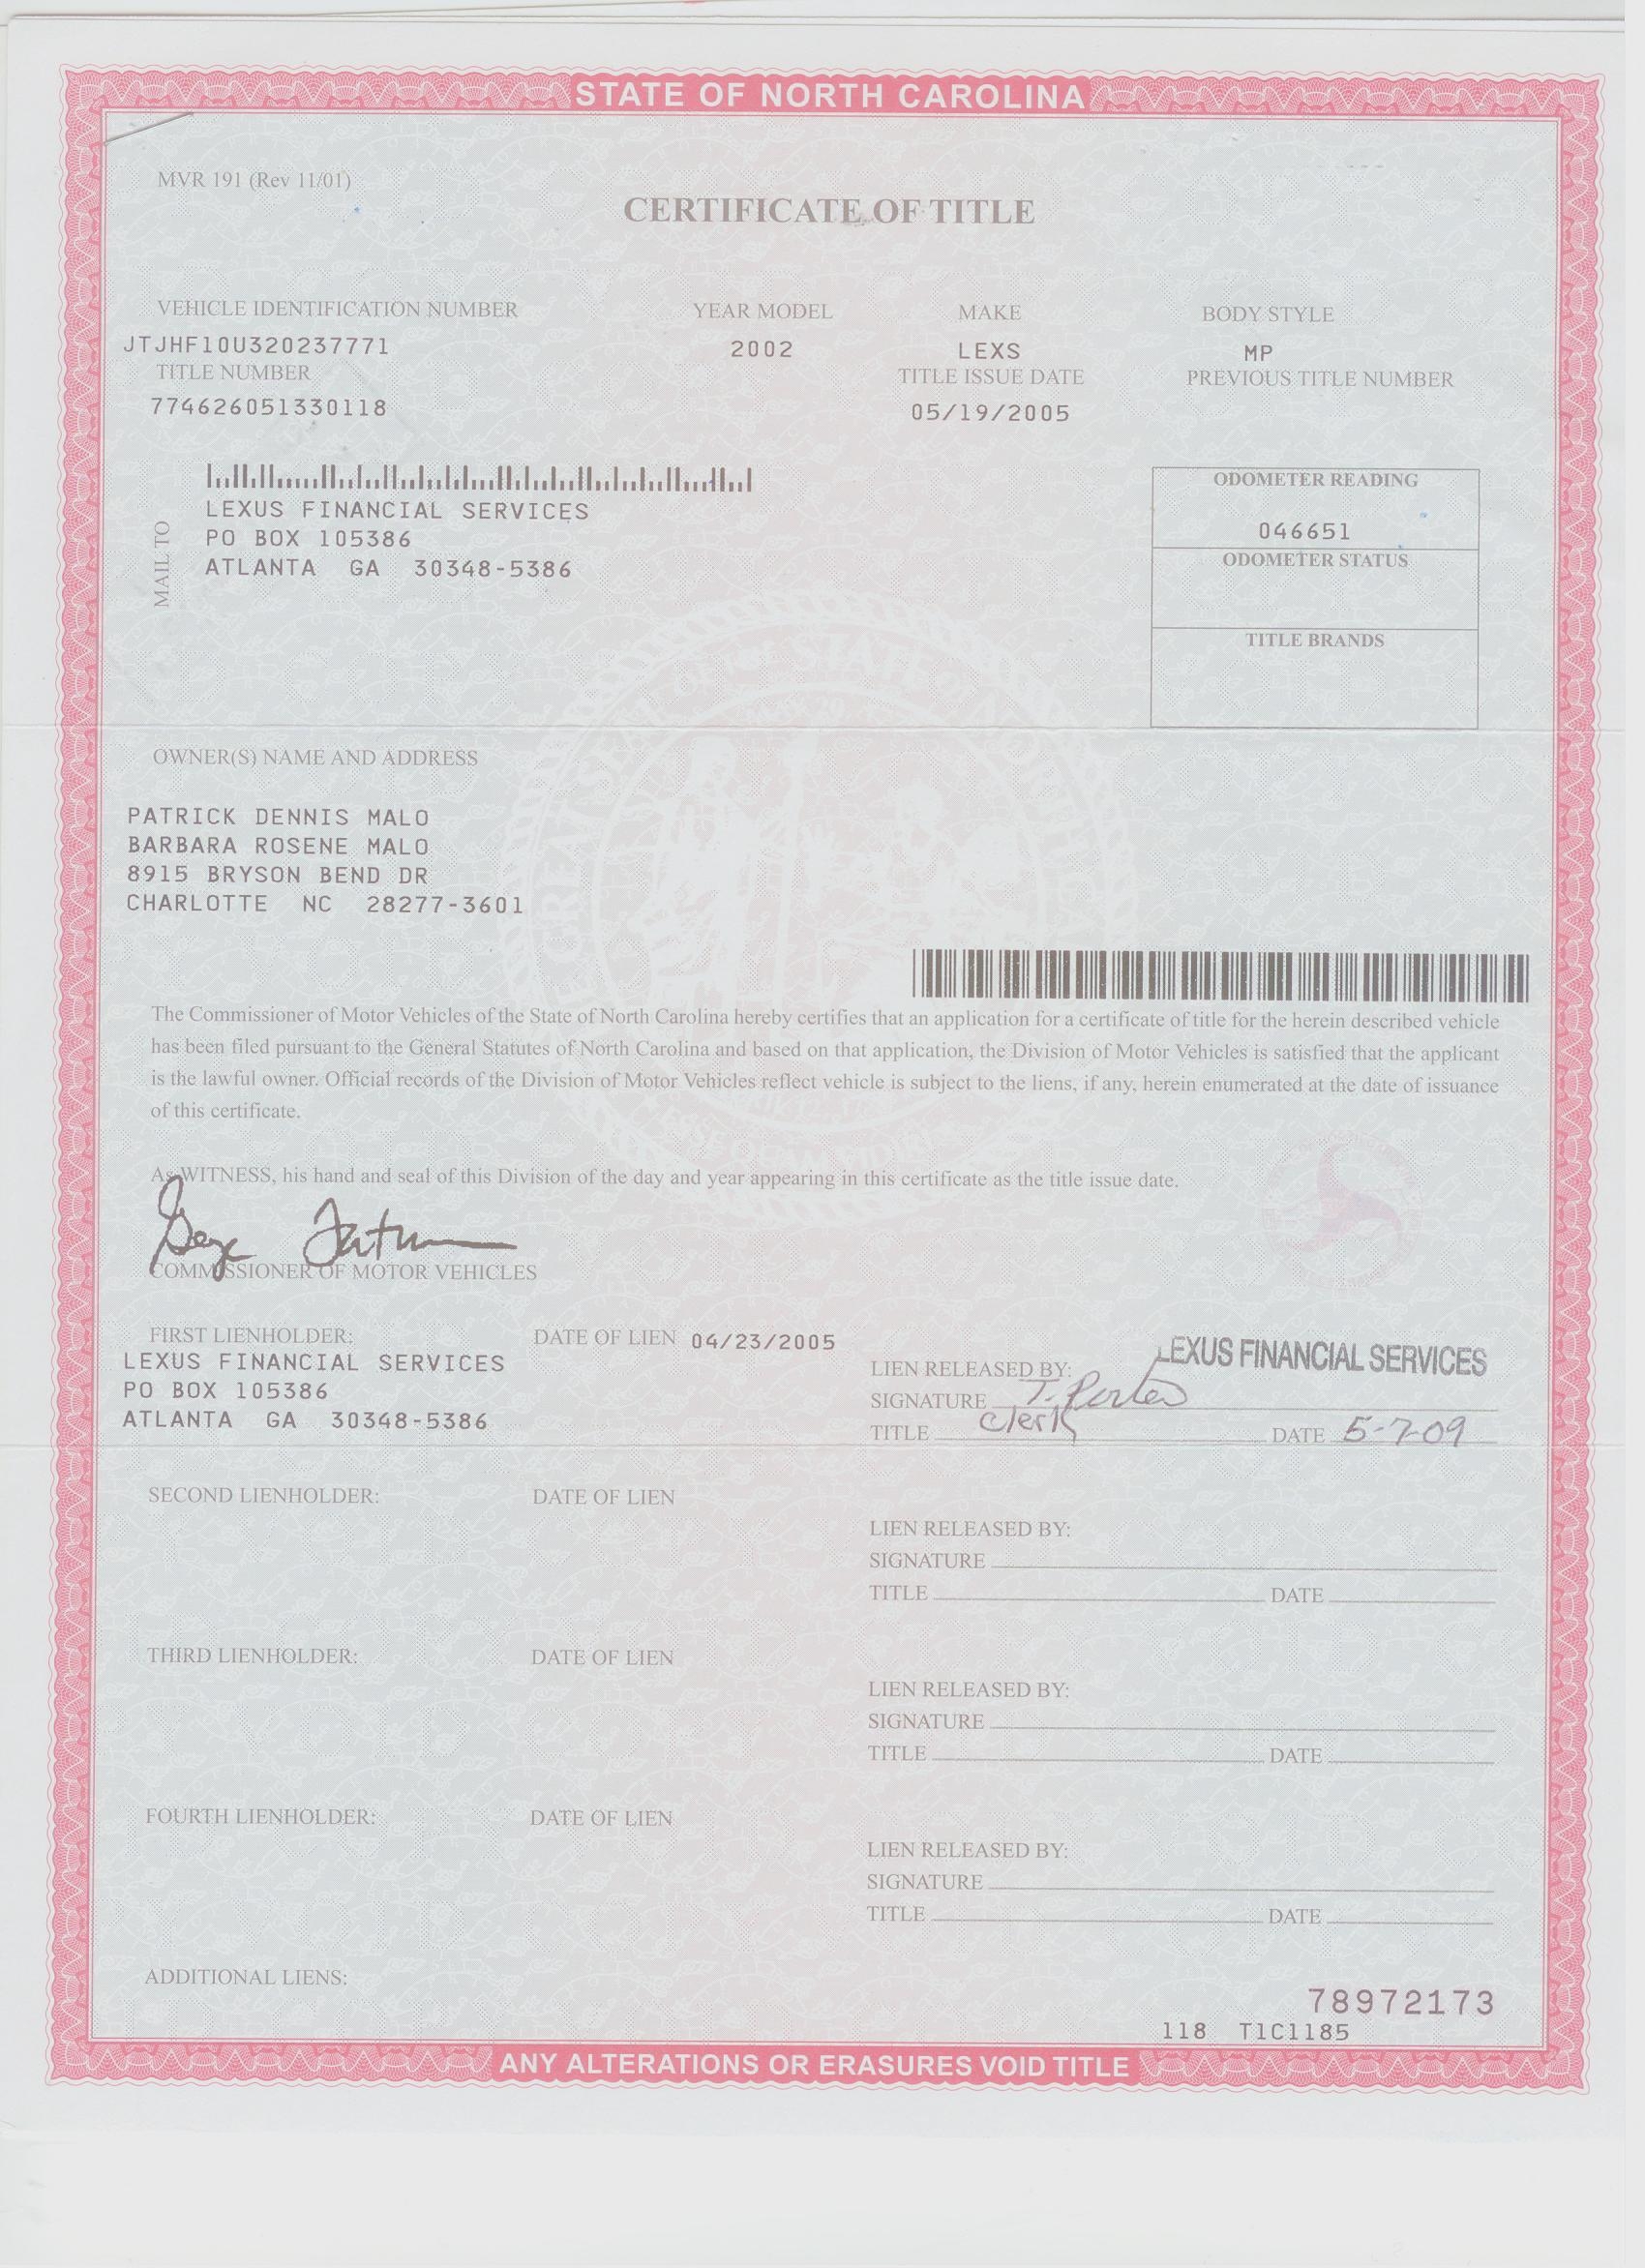 STATE OF NORTH CAROLINA
MVR 191 (Rev 11/01)
CERTIFICATE OF TITLE
VEHICLE IDENTIFICATION NUMBER YEAR MODEL MAKE BODY STYLE
JTJHF10U320237771 2002 LEXS MP
TITLE NUMBER TITLE ISSUE DATE PREVIOUS TITLE NUMBER
774626051330118 05/19/2005
MAIL TO
LEXUS FINANCIAL SERVICES
PO BOX 105386
ATLANTA GA 30348-5386
ODOMETER READING
046651
ODOMETER STATUS
TITLE BRANDS
OWNER(S) NAME AND ADDRESS
PATRICK DENNIS MALO
BARBARA ROSENE MALO
8915 BRYSON BEND DR
CHARLOTTE NC 28277-3601
The Commissioner of Motor Vehicles of the State of North Carolina hereby certifies that an application for a certificate of title for the herein described vehicle
has been filed pursuant to the General Statutes of North Carolina and based on that application, the Division of Motor Vehicles is satisfied that the applicant
is the lawful owner. Official records of the Division of Motor Vehicles reflect vehicle is subject to the liens, if any, herein enumerated at the date of issuance
of this certificate.
As WITNESS, his hand and seal of this Division of the day and year appearing in this certificate as the title issue date.
COMMISSIONER OF MOTOR VEHICLES
FIRST LIENHOLDER: DATE OF LIEN 04/23/2005
LEXUS FINANCIAL SERVICES
PO BOX 105386
ATLANTA GA 30348-5386
LIEN RELEASED BY: LEXUS FINANCIAL SERVICES
SIGNATURE T. Porter
TITLE Clerk DATE 5-7-09
SECOND LIENHOLDER: DATE OF LIEN
LIEN RELEASED BY:
SIGNATURE
TITLE DATE
THIRD LIENHOLDER: DATE OF LIEN
LIEN RELEASED BY:
SIGNATURE
TITLE DATE
FOURTH LIENHOLDER: DATE OF LIEN
LIEN RELEASED BY:
SIGNATURE
TITLE DATE
ADDITIONAL LIENS:
78972173
118 T1C1185
ANY ALTERATIONS OR ERASURES VOID TITLE